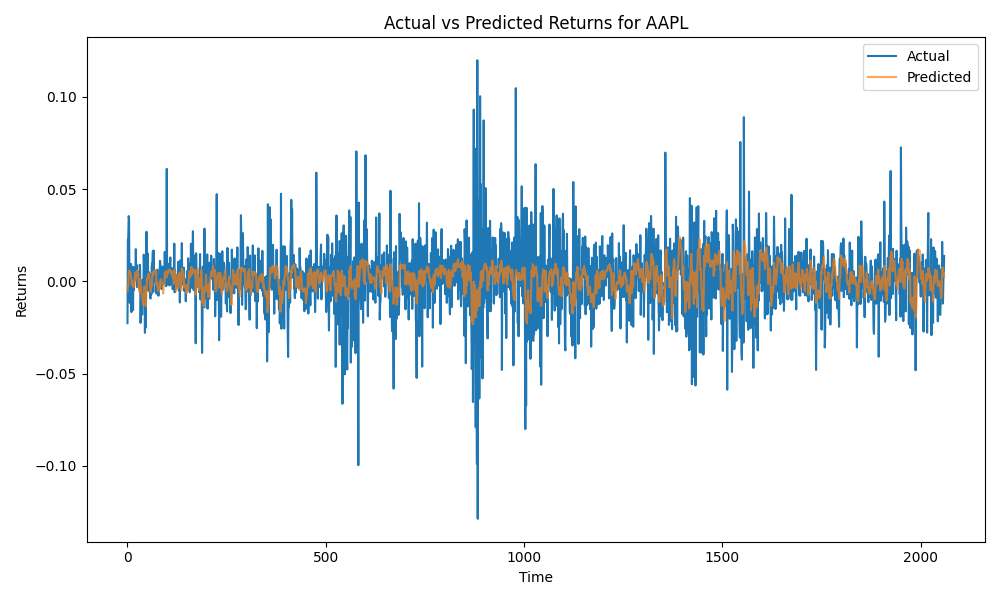 Actual vs Predicted Returns for AAPL
Actual
Predicted
0.10
0.05
0.00
−0.05
−0.10
Returns
0 500 1000 1500 2000
Time